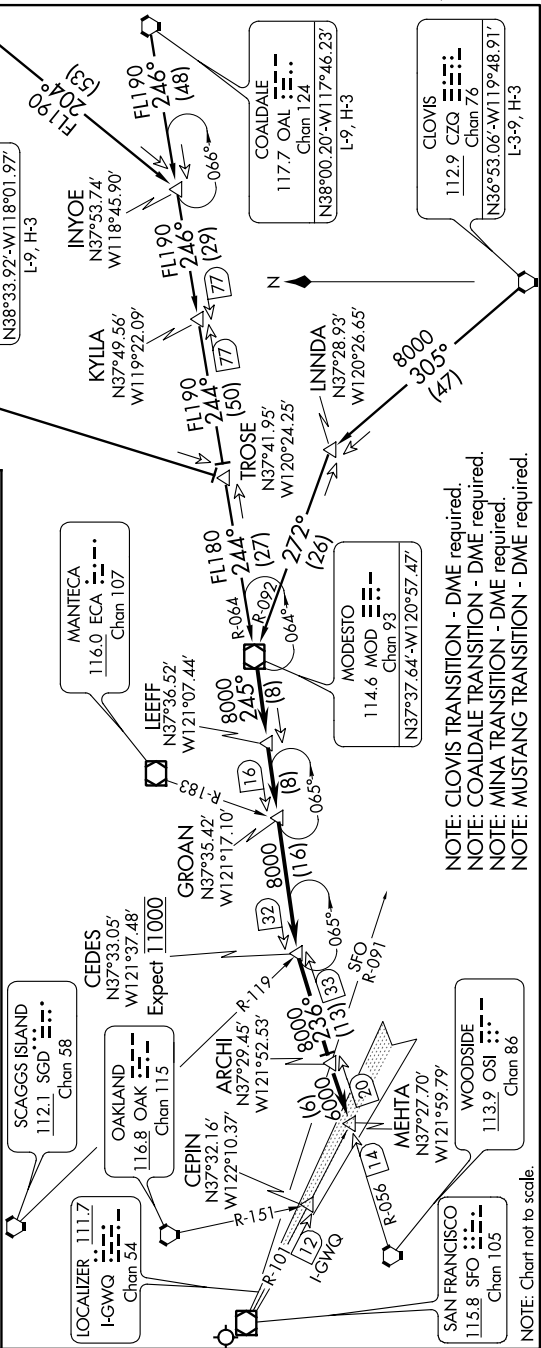 FL190
204°
(53)
N38°33.92'-W118°01.97'
L-9, H-3
INYOE
N37°53.74'
W118°45.90'
FL190
246°
(48)
066°
COALDALE
117.7 OAL
Chan 124
N38°00.20'-W117°46.23'
L-9, H-3
FL190
246°
(29)
KYLLA
N37°49.56'
W119°22.09'
77
77
N
CLOVIS
112.9 CZQ
Chan 76
N36°53.06'-W119°48.91'
L-3-9, H-3
FL190
244°
(50)
TROSE
N37°41.95'
W120°24.25'
LNNDA
N37°28.93'
W120°26.65'
8000
305°
(47)
FL180
244°
(27)
272°
(26)
R-064
R-092
064°
MANTECA
116.0 ECA
Chan 107
MODESTO
114.6 MOD
Chan 93
N37°37.64'-W120°57.47'
LEEFF
N37°36.52'
W121°07.44'
8000
245°
(8)
R-183
16
GROAN
N37°35.42'
W121°17.10'
(8)
065°
8000
(16)
32
065°
CEDES
N37°33.05'
W121°37.48'
Expect 11000
33
R-119
SFO
R-091
8000
236°
(13)
ARCHI
N37°29.45'
W121°52.53'
6000
(6)
20
MEHTA
N37°27.70'
W121°59.79'
14
R-056
SCAGGS ISLAND
112.1 SGD
Chan 58
OAKLAND
116.8 OAK
Chan 115
CEPIN
N37°32.16'
W122°10.37'
R-151
R-101
12
I-GWQ
LOCALIZER 111.7
I-GWQ
Chan 54
WOODSIDE
113.9 OSI
Chan 86
SAN FRANCISCO
115.8 SFO
Chan 105
NOTE: CLOVIS TRANSITION - DME required.
NOTE: COALDALE TRANSITION - DME required.
NOTE: MINA TRANSITION - DME required.
NOTE: MUSTANG TRANSITION - DME required.
NOTE: Chart not to scale.